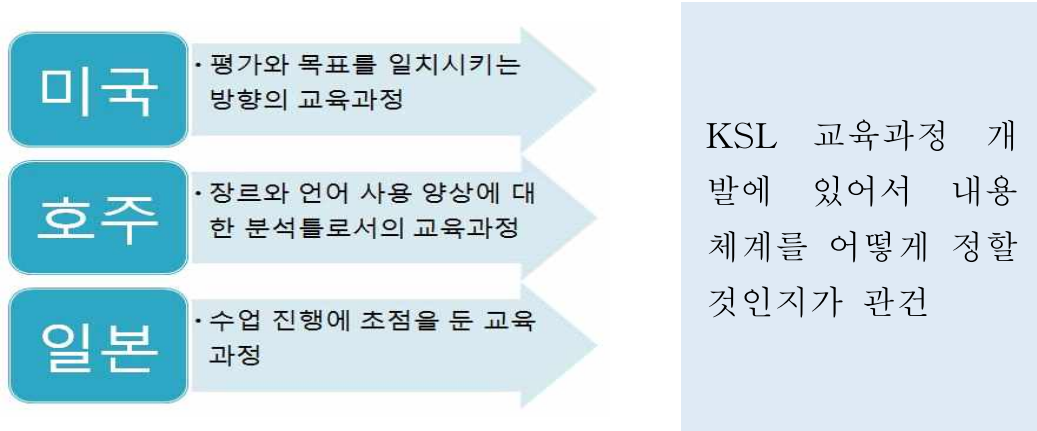 미국
· 평가와 목표를 일치시키는
방향의 교육과정
호주
· 장르와 언어 사용 양상에 대
한 분석틀로서의 교육과정
일본
· 수업 진행에 초점을 둔 교육
과정
KSL 교육과정 개
발에 있어서 내용
체계를 어떻게 정할
것인지가 관건